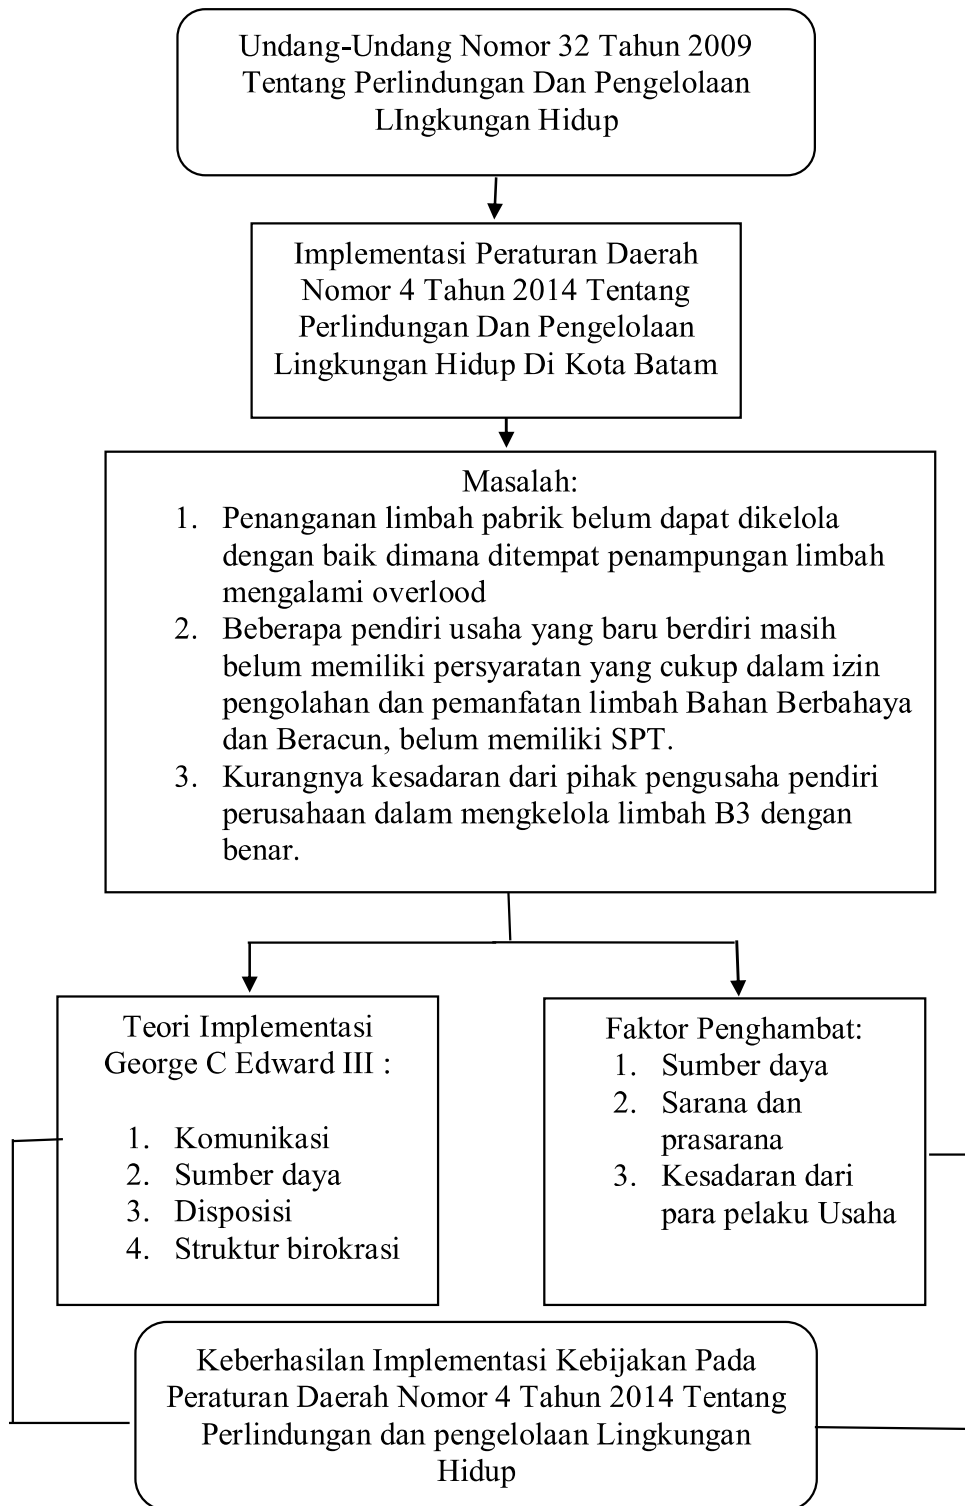 Undang-Undang Nomor 32 Tahun 2009
Tentang Perlindungan Dan Pengelolaan
LIngkungan Hidup
Implementasi Peraturan Daerah
Nomor 4 Tahun 2014 Tentang
Perlindungan Dan Pengelolaan
Lingkungan Hidup Di Kota Batam
Masalah:
1. Penanganan limbah pabrik belum dapat dikelola
dengan baik dimana ditempat penampungan limbah
mengalami overlood
2. Beberapa pendiri usaha yang baru berdiri masih
belum memiliki persyaratan yang cukup dalam izin
pengolahan dan pemanfatan limbah Bahan Berbahaya
dan Beracun, belum memiliki SPT.
3. Kurangnya kesadaran dari pihak pengusaha pendiri
perusahaan dalam mengkelola limbah B3 dengan
benar.
Teori Implementasi
George C Edward III :
1. Komunikasi
2. Sumber daya
3. Disposisi
4. Struktur birokrasi
Faktor Penghambat:
1. Sumber daya
2. Sarana dan
prasarana
3. Kesadaran dari
para pelaku Usaha
Keberhasilan Implementasi Kebijakan Pada
Peraturan Daerah Nomor 4 Tahun 2014 Tentang
Perlindungan dan pengelolaan Lingkungan
Hidup